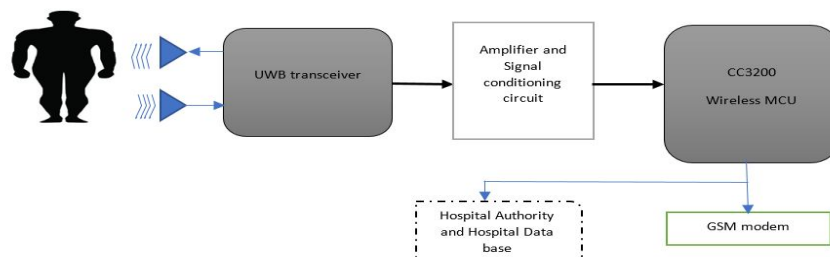 UWB transceiver
Amplifier and
Signal
conditioning
circuit
CC3200
Wireless MCU
Hospital Authority
and Hospital Data
base
GSM modem